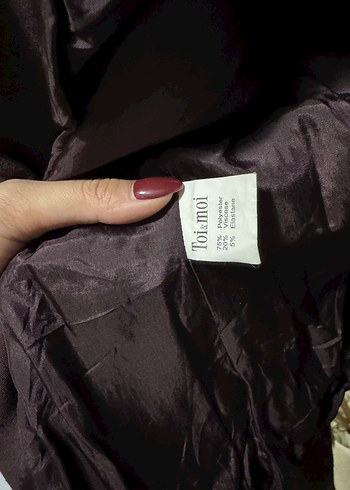 Toi&moi
75% Polyester
20% Viscose
5% Elastane